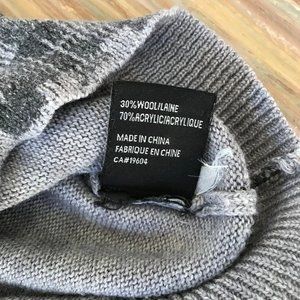 30%WOOL/LAINE
70%ACRYLIC/ACRYLIQUE
MADE IN CHINA
FABRIQUE EN CHINE
CA#19604